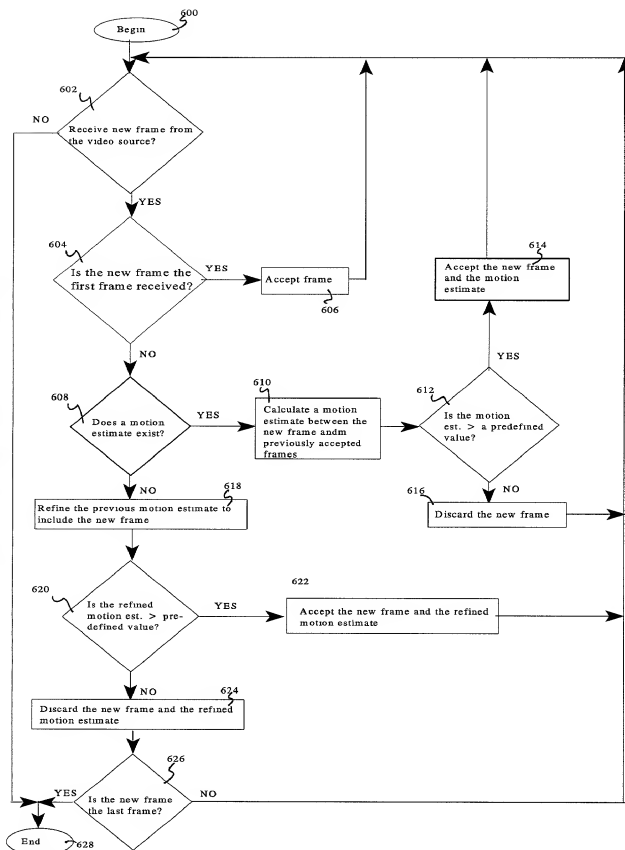 600
Begin
602
NO
Receive new frame from
the video source?
YES
604
Is the new frame the
first frame received?
YES
Accept frame
606
614
Accept the new frame
and the motion
estimate
NO
YES
608
Does a motion
estimate exist?
YES
610
Calculate a motion
estimate between the
new frame andm
previously accepted
frames
612
Is the motion
est. > a predefined
value?
NO
618
Refine the previous motion estimate to
include the new frame
NO
616
Discard the new frame
620
Is the refined
motion est. > pre-
defined value?
YES
622
Accept the new frame and the refined
motion estimate
NO
624
Discard the new frame and the refined
motion estimate
626
YES
Is the new frame
the last frame?
NO
End
628